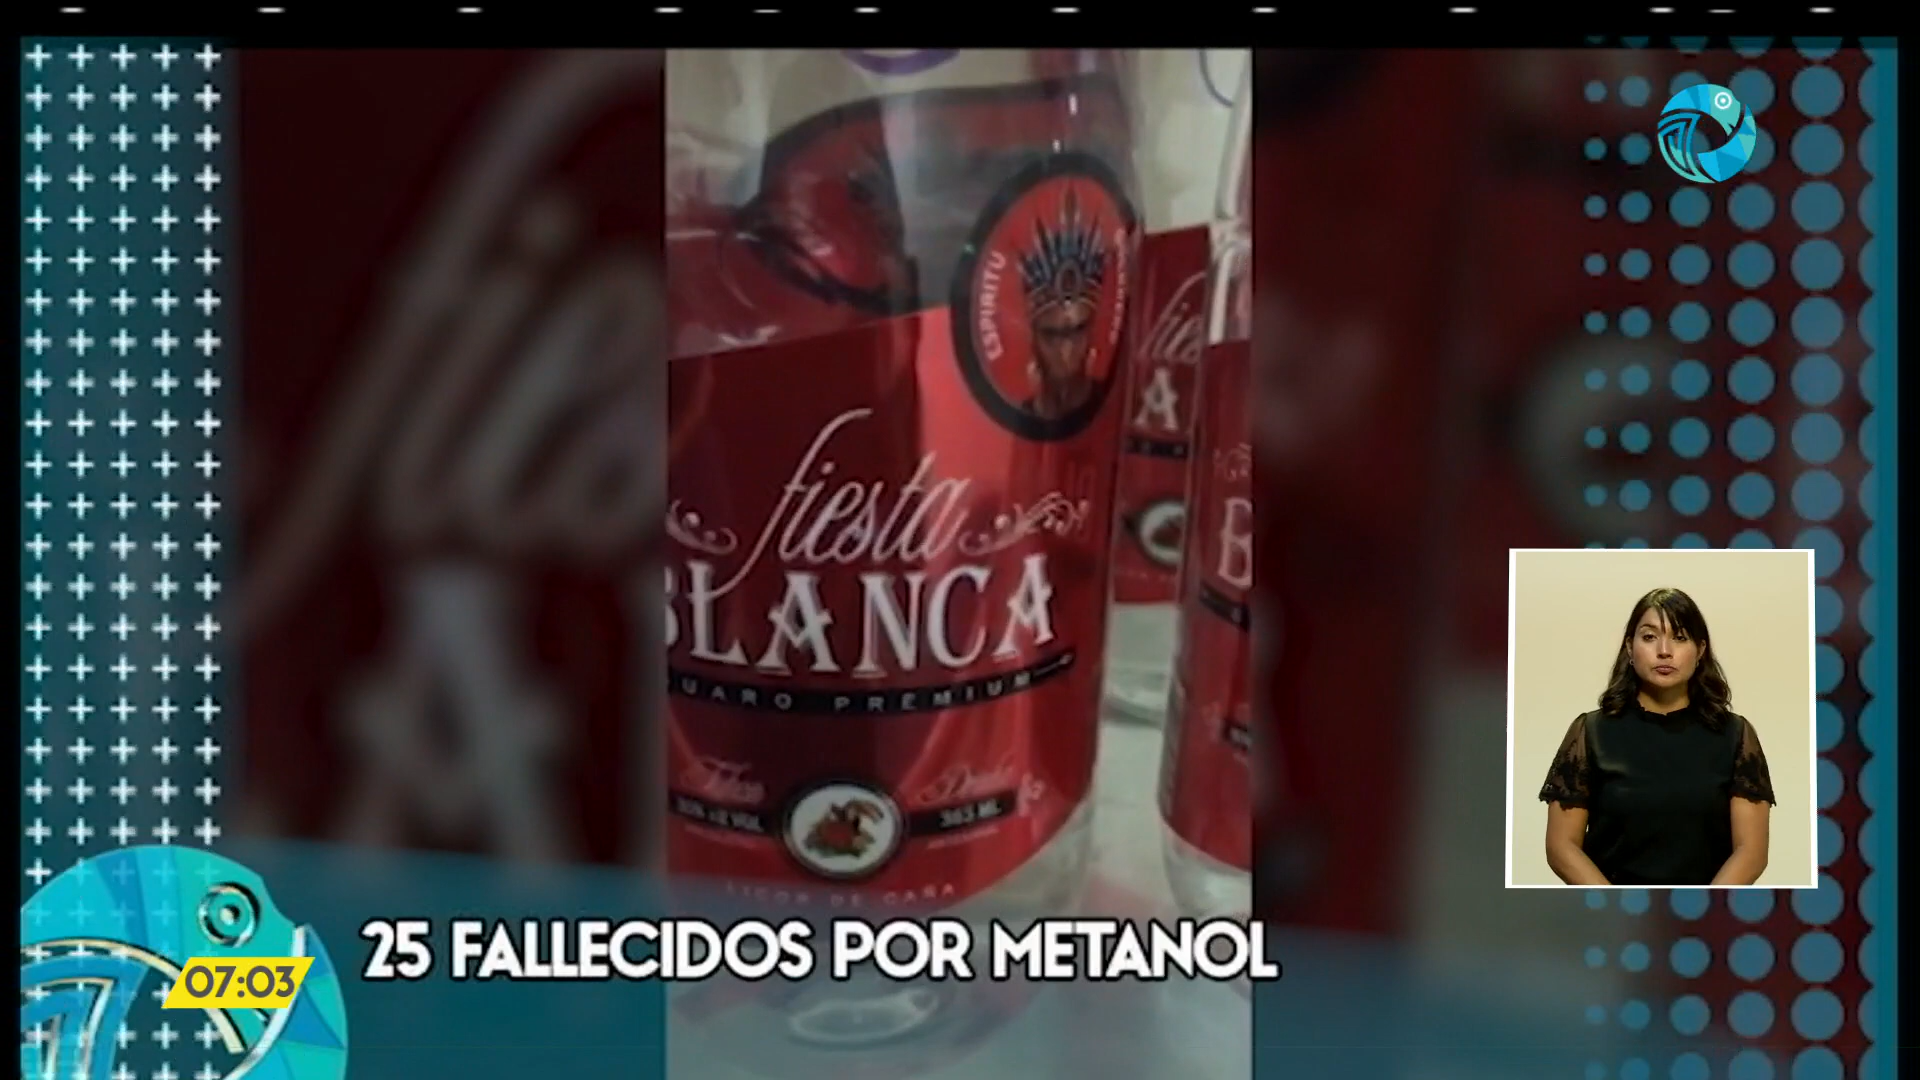 ESPIRITU
fiesta
BLANCA
GUARO PREMIUM
LICOR DE CAÑA
25 FALLECIDOS POR METANOL
07:03